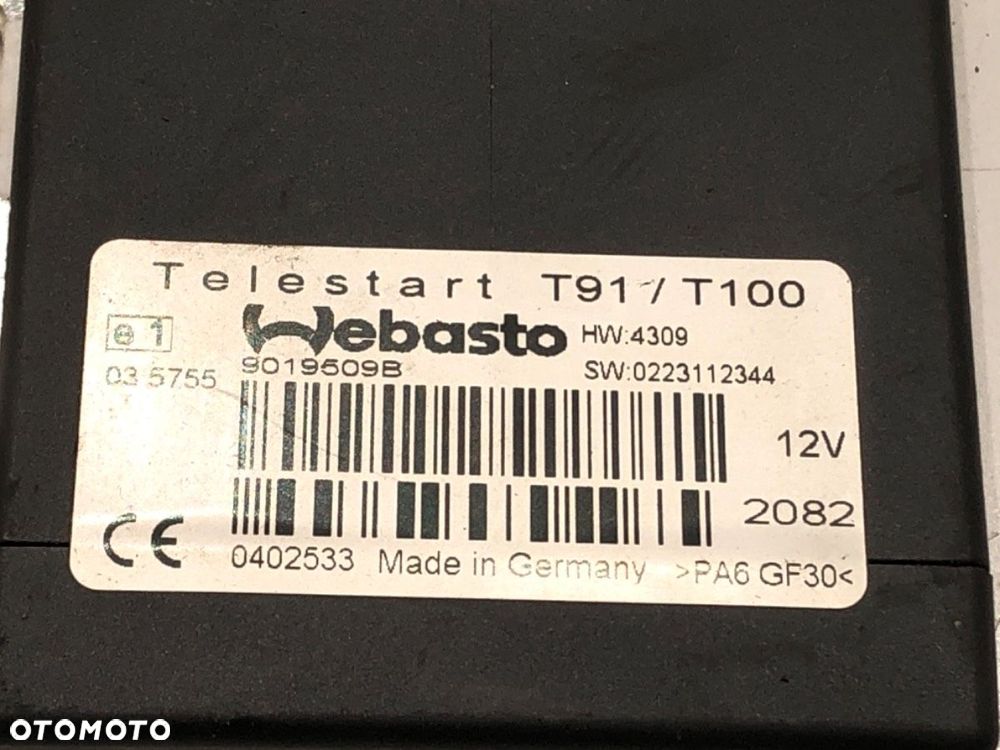 Telestart T91 / T100
e1 Webasto HW:4309
03 5755 9019509B SW:0223112344
12V
2082
CE 0402533 Made in Germany >PA6 GF30<
OTOMOTO